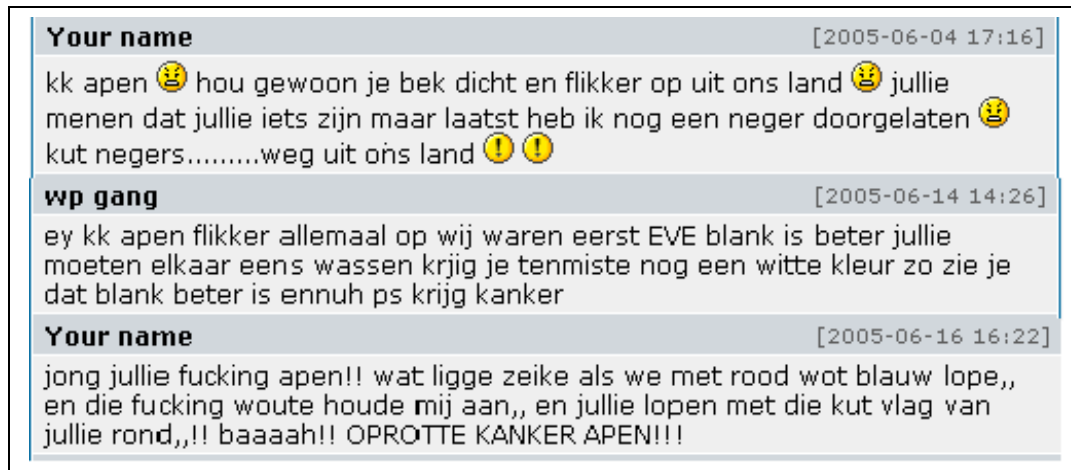 Your name [2005-06-04 17:16]
kk apen hou gewoon je bek dicht en flikker op uit ons land jullie
menen dat jullie iets zijn maar laatst heb ik nog een neger doorgelaten
kut negers.........weg uit ons land
wp gang [2005-06-14 14:26]
ey kk apen flikker allemaal op wij waren eerst EVE blank is beter jullie
moeten elkaar eens wassen krjig je tenmiste nog een witte kleur zo zie je
dat blank beter is ennuh ps krijg kanker
Your name [2005-06-16 16:22]
jong jullie fucking apen!! wat ligge zeike als we met rood wot blauw lope,,
en die fucking woute houde mij aan,, en jullie lopen met die kut vlag van
jullie rond,,!! baaaah!! OPROTTE KANKER APEN!!!